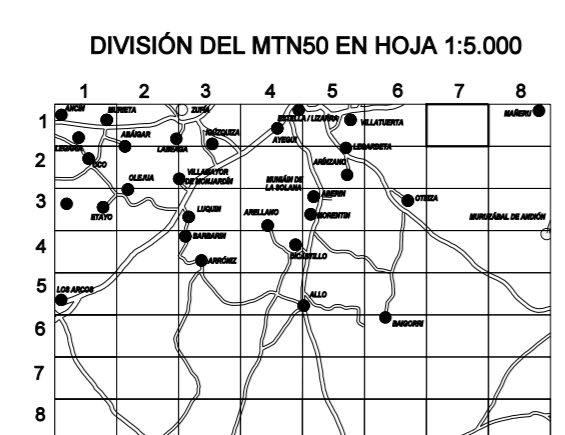 DIVISIÓN DEL MTN50 EN HOJA 1:5.000
1 2 3 4 5 6 7 8
ANCIN
MURIETA
ZUFIA
ESTELLA / LIZARRA
MAÑERU
1
VILLATUERTA
ABÁIGAR
LABEAGA
IGÚZQUIZA
AYEGUI
LEGARDETA
2
OCO
ARÍNZANO
OLEJUA
VILLAMAYOR
DE MONJARDÍN
MUNIÁIN DE
LA SOLANA
ABERIN
3
ETAYO
LUQUIN
ARELLANO
MORENTIN
OTEIZA
MURUZÁBAL DE ANDIÓN
4
BARBARIN
DICASTILLO
ARRÓNIZ
5
LOS ARCOS
ALLO
6
BAIGORRI
7
8